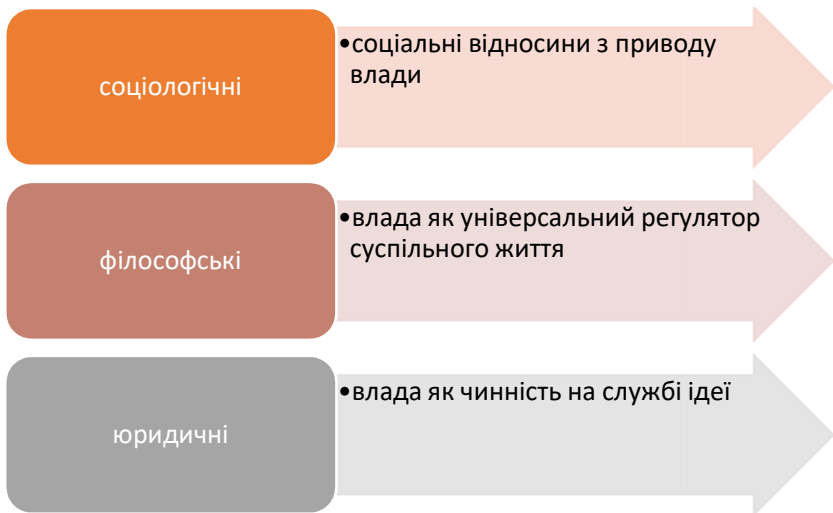 соціологічні
•соціальні відносини з приводу
влади
філософські
•влада як універсальний регулятор
суспільного життя
юридичні
•влада як чинність на службі ідеї